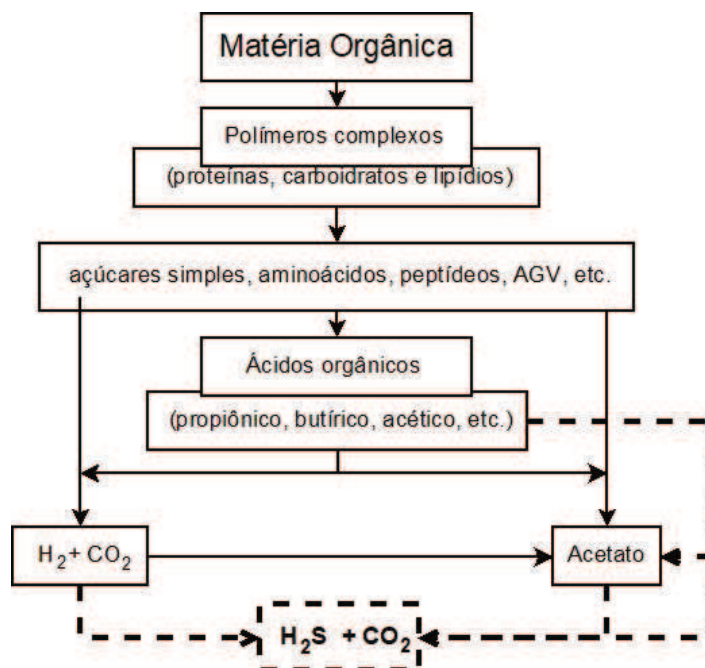 Matéria Orgânica
Polímeros complexos
(proteínas, carboidratos e lipídios)
açúcares simples, aminoácidos, peptídeos, AGV, etc.
Ácidos orgânicos
(propiônico, butírico, acético, etc.)
H₂+ CO₂
Acetato
H₂S + CO₂